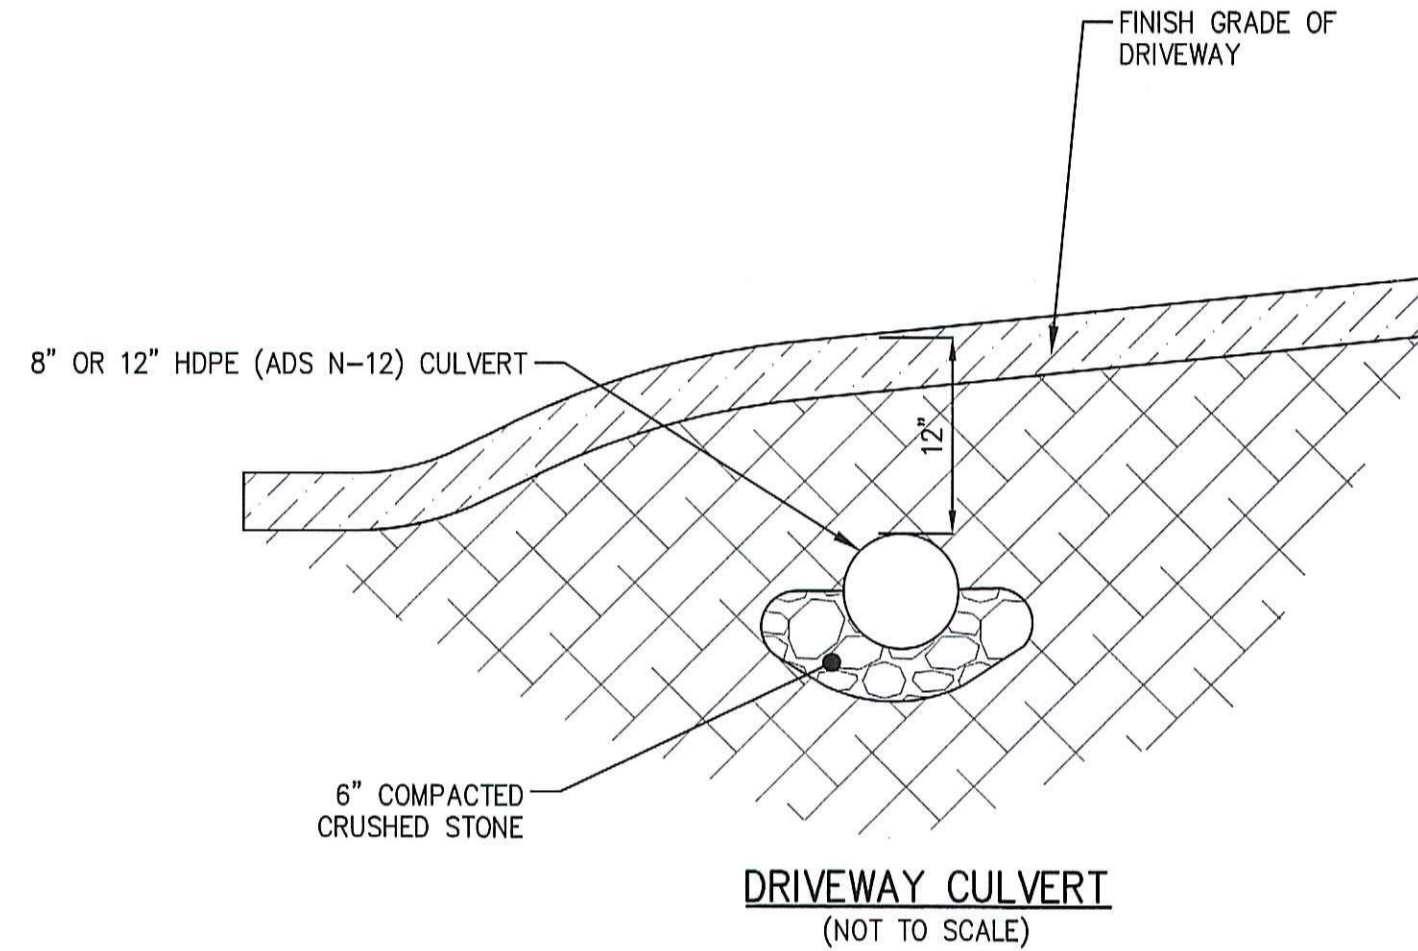 FINISH GRADE OF
DRIVEWAY
8" OR 12" HDPE (ADS N-12) CULVERT
12"
6" COMPACTED
CRUSHED STONE
DRIVEWAY CULVERT
(NOT TO SCALE)